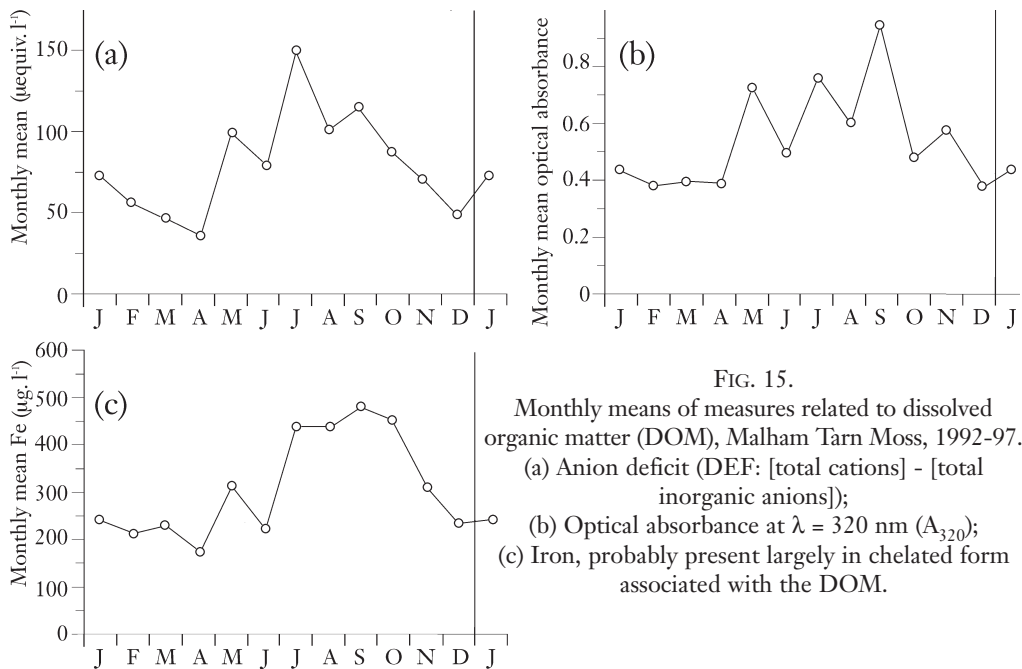 Monthly mean (µequiv. l⁻¹)
150
100
50
0
(a)
J F M A M J J A S O N D J
Monthly mean optical absorbance
0.8
0.6
0.4
0.2
0
(b)
J F M A M J J A S O N D J
Monthly mean Fe (µg. l⁻¹)
600
500
400
300
200
100
0
(c)
J F M A M J J A S O N D J
FIG. 15.
Monthly means of measures related to dissolved
organic matter (DOM), Malham Tarn Moss, 1992-97.
(a) Anion deficit (DEF: [total cations] - [total
inorganic anions]);
(b) Optical absorbance at λ = 320 nm (A₃₂₀);
(c) Iron, probably present largely in chelated form
associated with the DOM.